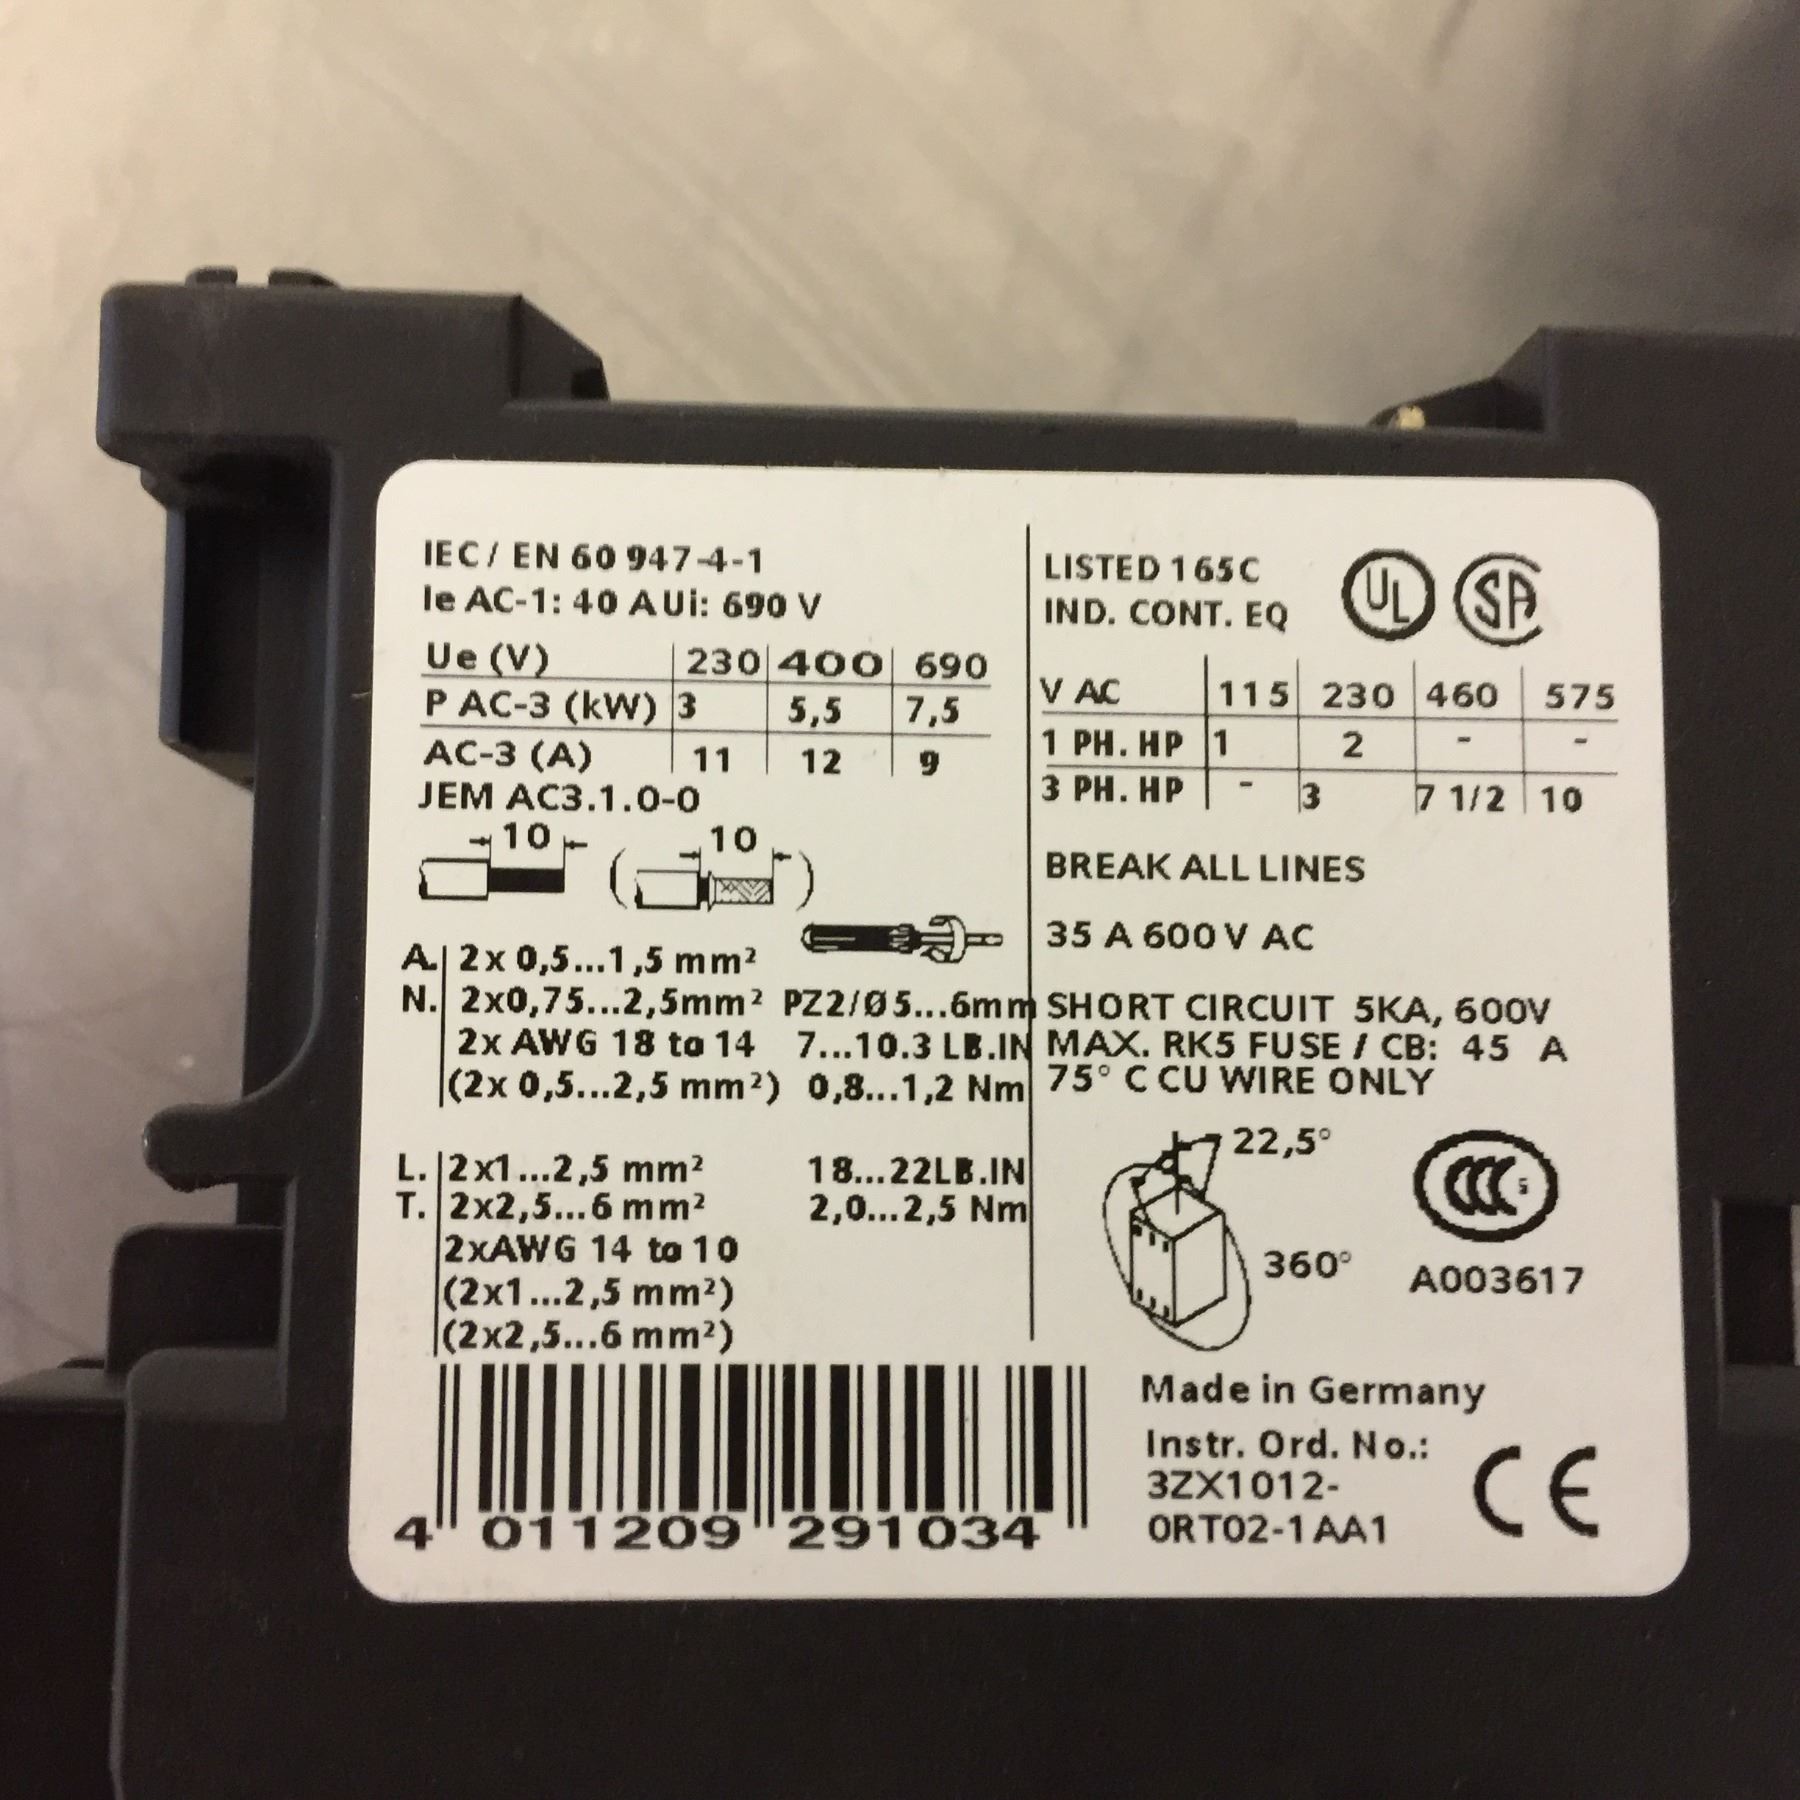 IEC/ EN 60 947-4-1
Ie AC-1: 40 A Ui: 690 V
Ue (V) 230 400 690
P AC-3 (kW) 3 5,5 7,5
AC-3 (A) 11 12 9
JEM AC3.1.0-0
10 10
A. 2x 0,5...1,5 mm²
N. 2x0,75...2,5mm² PZ2/Ø5...6mm
2x AWG 18 to 14 7...10.3 LB.IN
(2x 0,5...2,5 mm²) 0,8...1,2 Nm
L. 2x1...2,5 mm² 18...22LB.IN
T. 2x2,5...6 mm² 2,0...2,5 Nm
2xAWG 14 to 10
(2x1...2,5 mm²)
(2x2,5...6 mm²)
4 011209 291034
LISTED 165C
IND. CONT. EQ
UL SA
V AC 115 230 460 575
1 PH. HP 1 2 - -
3 PH. HP - 3 7 1/2 10
BREAK ALL LINES
35 A 600 V AC
SHORT CIRCUIT 5KA, 600V
MAX. RK5 FUSE / CB: 45 A
75° C CU WIRE ONLY
22,5°
360°
CCC S
A003617
Made in Germany
Instr. Ord. No.:
3ZX1012-
0RT02-1AA1
CE